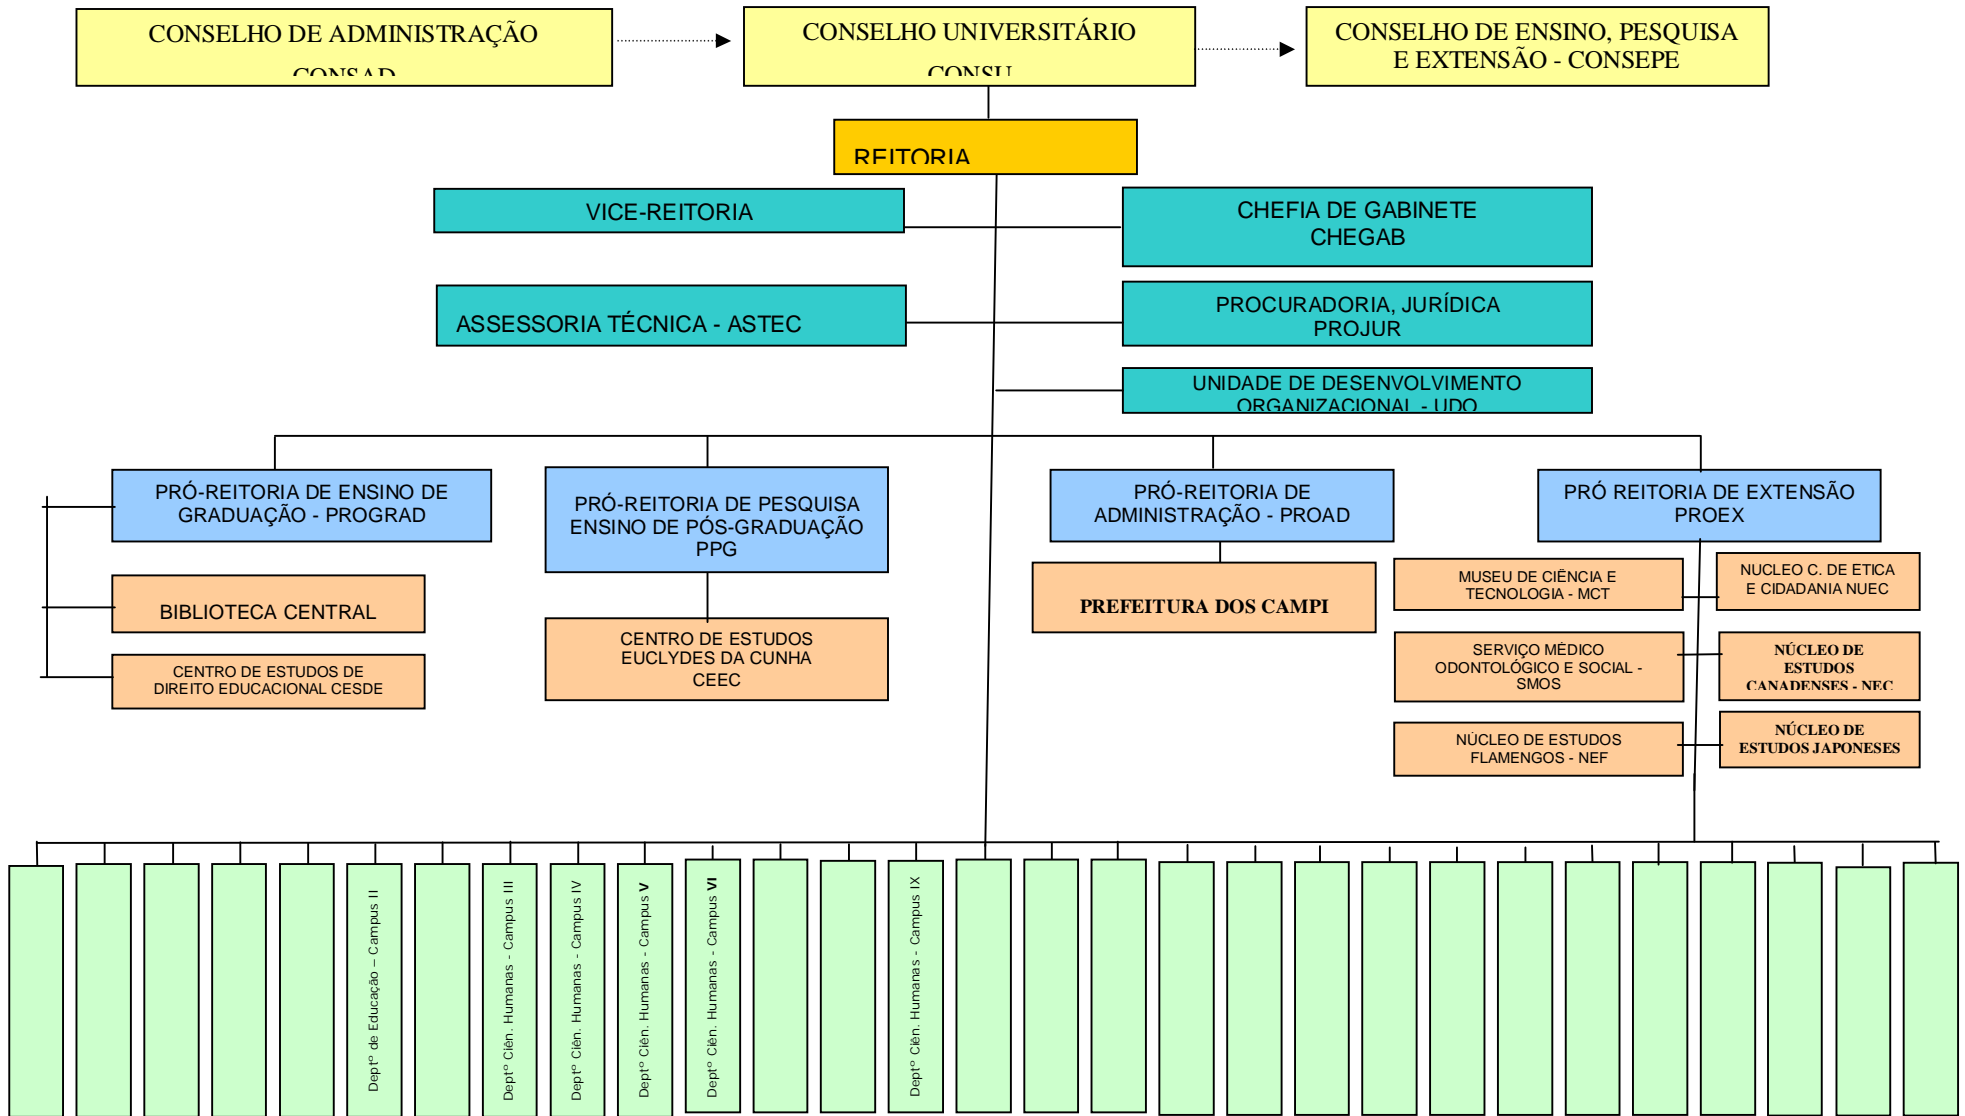 CONSELHO DE ADMINISTRAÇÃO
CONSAD
CONSELHO UNIVERSITÁRIO
CONSU
CONSELHO DE ENSINO, PESQUISA
E EXTENSÃO - CONSEPE
REITORIA
VICE-REITORIA
CHEFIA DE GABINETE
CHEGAB
ASSESSORIA TÉCNICA - ASTEC
PROCURADORIA, JURÍDICA
PROJUR
UNIDADE DE DESENVOLVIMENTO
ORGANIZACIONAL - UDO
PRÓ-REITORIA DE ENSINO DE
GRADUAÇÃO - PROGRAD
PRÓ-REITORIA DE PESQUISA
ENSINO DE PÓS-GRADUAÇÃO
PPG
PRÓ-REITORIA DE
ADMINISTRAÇÃO - PROAD
PRÓ REITORIA DE EXTENSÃO
PROEX
BIBLIOTECA CENTRAL
CENTRO DE ESTUDOS DE
DIREITO EDUCACIONAL CESDE
CENTRO DE ESTUDOS
EUCLYDES DA CUNHA
CEEC
PREFEITURA DOS CAMPI
MUSEU DE CIÊNCIA E
TECNOLOGIA - MCT
NUCLEO C. DE ETICA
E CIDADANIA NUEC
SERVIÇO MÉDICO
ODONTOLÓGICO E SOCIAL -
SMOS
NÚCLEO DE
ESTUDOS
CANADENSES - NEC
NÚCLEO DE ESTUDOS
FLAMENGOS - NEF
NÚCLEO DE
ESTUDOS JAPONESES
Deptº de Educação – Campus II
Deptº Ciên. Humanas - Campus III
Deptº Ciên. Humanas - Campus IV
Deptº Ciên. Humanas - Campus V
Deptº Ciên. Humanas - Campus VI
Deptº Ciên. Humanas - Campus IX